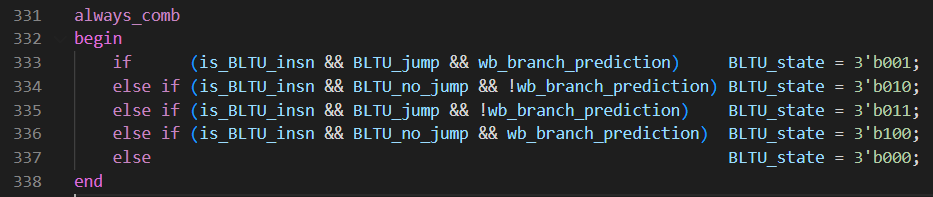 331 always_comb
332 begin
333     if      (is_BLTU_insn && BLTU_jump && wb_branch_prediction)     BLTU_state = 3'b001;
334     else if (is_BLTU_insn && BLTU_no_jump && !wb_branch_prediction) BLTU_state = 3'b010;
335     else if (is_BLTU_insn && BLTU_jump && !wb_branch_prediction)    BLTU_state = 3'b011;
336     else if (is_BLTU_insn && BLTU_no_jump && wb_branch_prediction)  BLTU_state = 3'b100;
337     else                                                            BLTU_state = 3'b000;
338 end